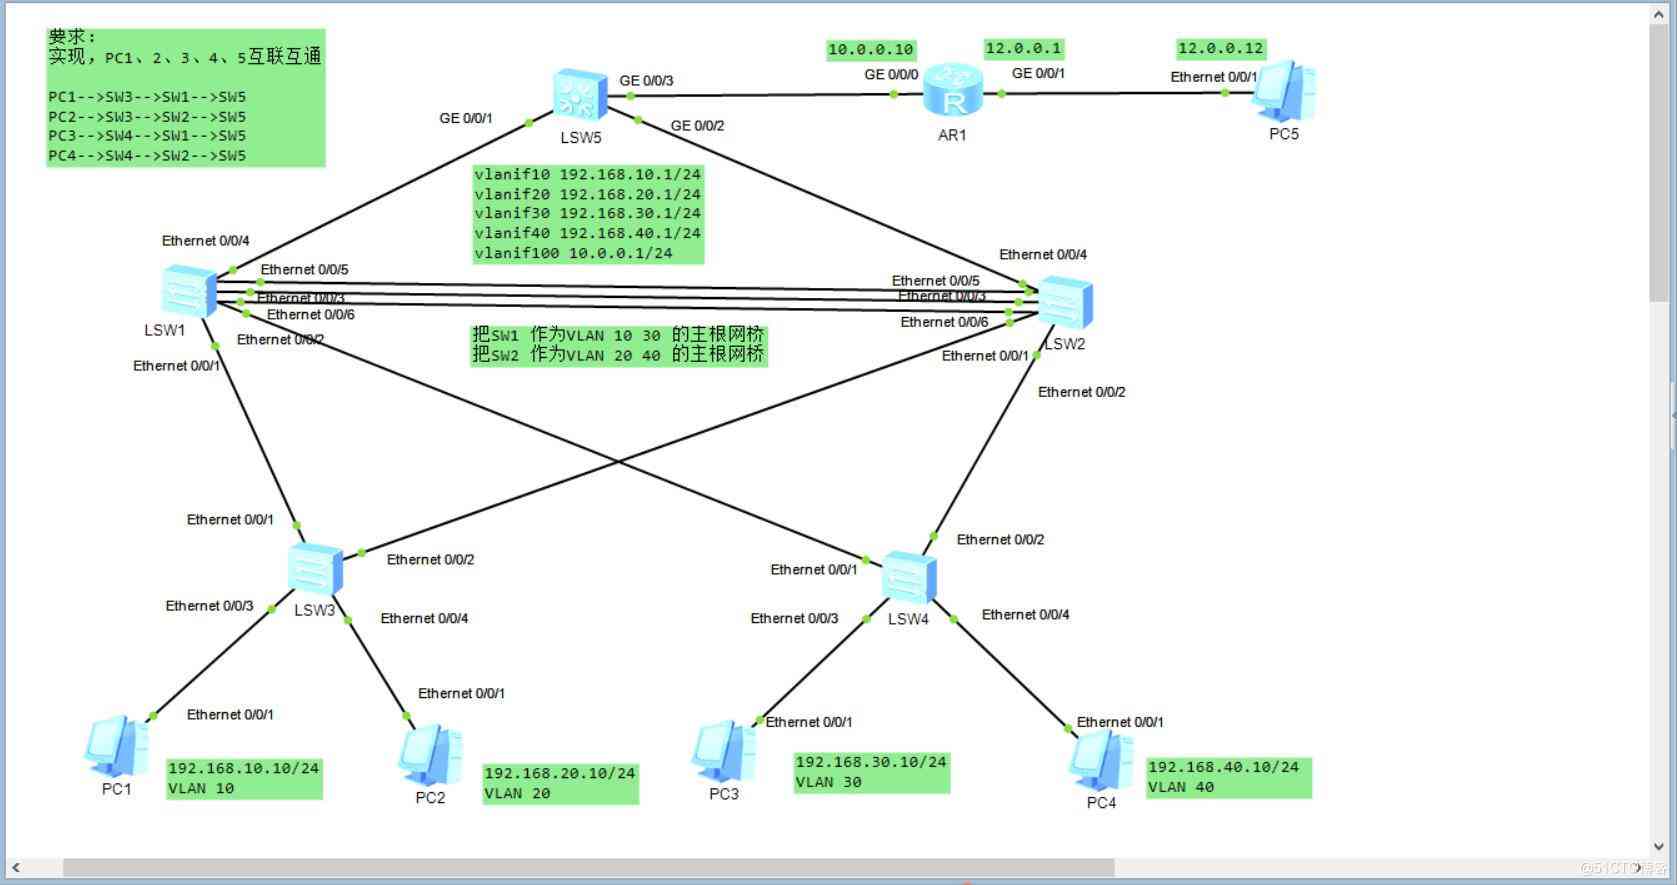 要求:
实现，PC1、2、3、4、5互联互通
PC1-->SW3-->SW1-->SW5
PC2-->SW3-->SW2-->SW5
PC3-->SW4-->SW1-->SW5
PC4-->SW4-->SW2-->SW5
10.0.0.10
12.0.0.1
12.0.0.12
GE 0/0/3
GE 0/0/0
GE 0/0/1
Ethernet 0/0/1
LSW5
AR1
PC5
GE 0/0/1
GE 0/0/2
vlanif10 192.168.10.1/24
vlanif20 192.168.20.1/24
vlanif30 192.168.30.1/24
vlanif40 192.168.40.1/24
vlanif100 10.0.0.1/24
Ethernet 0/0/4
Ethernet 0/0/4
Ethernet 0/0/5
Ethernet 0/0/5
Ethernet 0/0/3
Ethernet 0/0/3
Ethernet 0/0/6
Ethernet 0/0/6
LSW1
Ethernet 0/0/2
LSW2
把SW1 作为VLAN 10 30 的主根网桥
把SW2 作为VLAN 20 40 的主根网桥
Ethernet 0/0/1
Ethernet 0/0/1
Ethernet 0/0/2
Ethernet 0/0/1
Ethernet 0/0/2
Ethernet 0/0/2
Ethernet 0/0/1
Ethernet 0/0/3
LSW3
Ethernet 0/0/4
Ethernet 0/0/3
LSW4
Ethernet 0/0/4
Ethernet 0/0/1
Ethernet 0/0/1
Ethernet 0/0/1
Ethernet 0/0/1
PC1
192.168.10.10/24
VLAN 10
PC2
192.168.20.10/24
VLAN 20
PC3
192.168.30.10/24
VLAN 30
PC4
192.168.40.10/24
VLAN 40
@51CTO博客